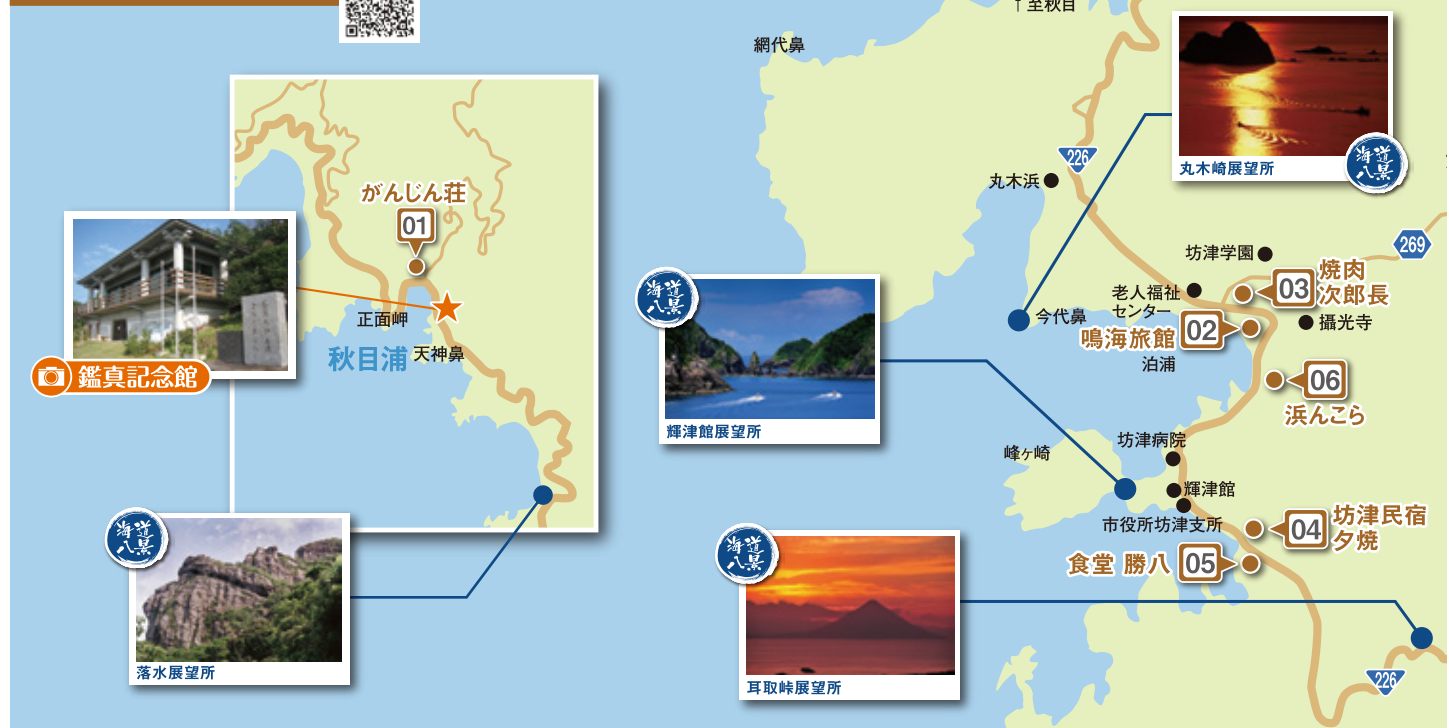 ↑至秋目
網代鼻
丸木崎展望所
海道
八景
226
丸木浜
がんじん荘
01
坊津学園
269
焼肉
次郎長
03
老人福祉
センター
今代鼻
攝光寺
鳴海旅館
02
泊浦
正面岬
秋目浦
天神鼻
鑑真記念館
海道
八景
輝津館展望所
06
浜んこら
坊津病院
峰ヶ崎
輝津館
市役所坊津支所
04
坊津民宿
夕焼
食堂 勝八
05
海道
八景
落水展望所
海道
八景
耳取峠展望所
226